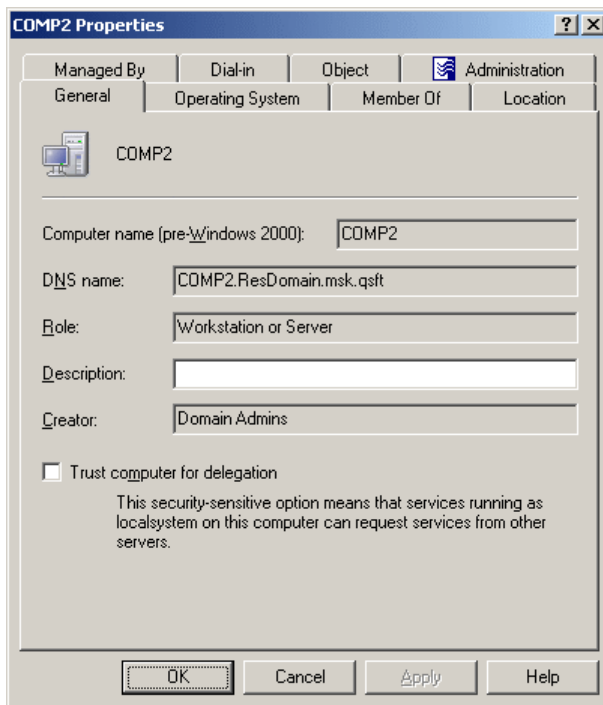 COMP2 Properties
Managed By
Dial-in
Object
Administration
General
Operating System
Member Of
Location
COMP2
Computer name (pre-Windows 2000):
COMP2
DNS name:
COMP2.ResDomain.msk.qsft
Role:
Workstation or Server
Description:
Creator:
Domain Admins
Trust computer for delegation
This security-sensitive option means that services running as
localsystem on this computer can request services from other
servers.
OK
Cancel
Apply
Help